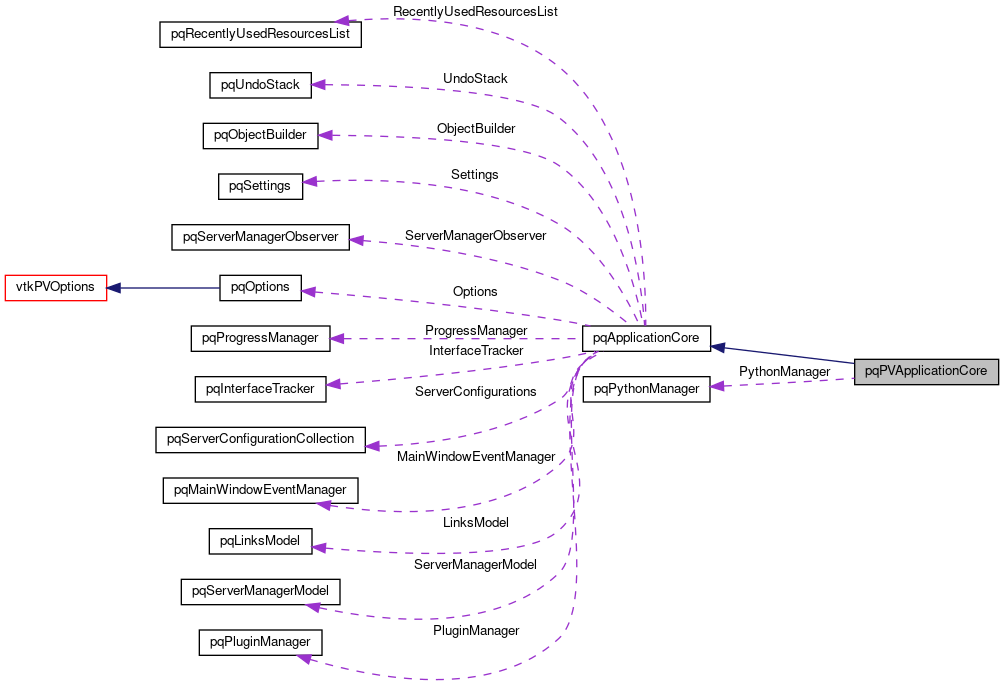 RecentlyUsedResourcesList
pqRecentlyUsedResourcesList
UndoStack
pqUndoStack
ObjectBuilder
pqObjectBuilder
Settings
pqSettings
ServerManagerObserver
pqServerManagerObserver
vtkPVOptions
pqOptions
Options
ProgressManager
pqProgressManager
pqApplicationCore
InterfaceTracker
pqInterfaceTracker
pqPythonManager
PythonManager
pqPVApplicationCore
ServerConfigurations
pqServerConfigurationCollection
MainWindowEventManager
pqMainWindowEventManager
LinksModel
pqLinksModel
ServerManagerModel
pqServerManagerModel
PluginManager
pqPluginManager